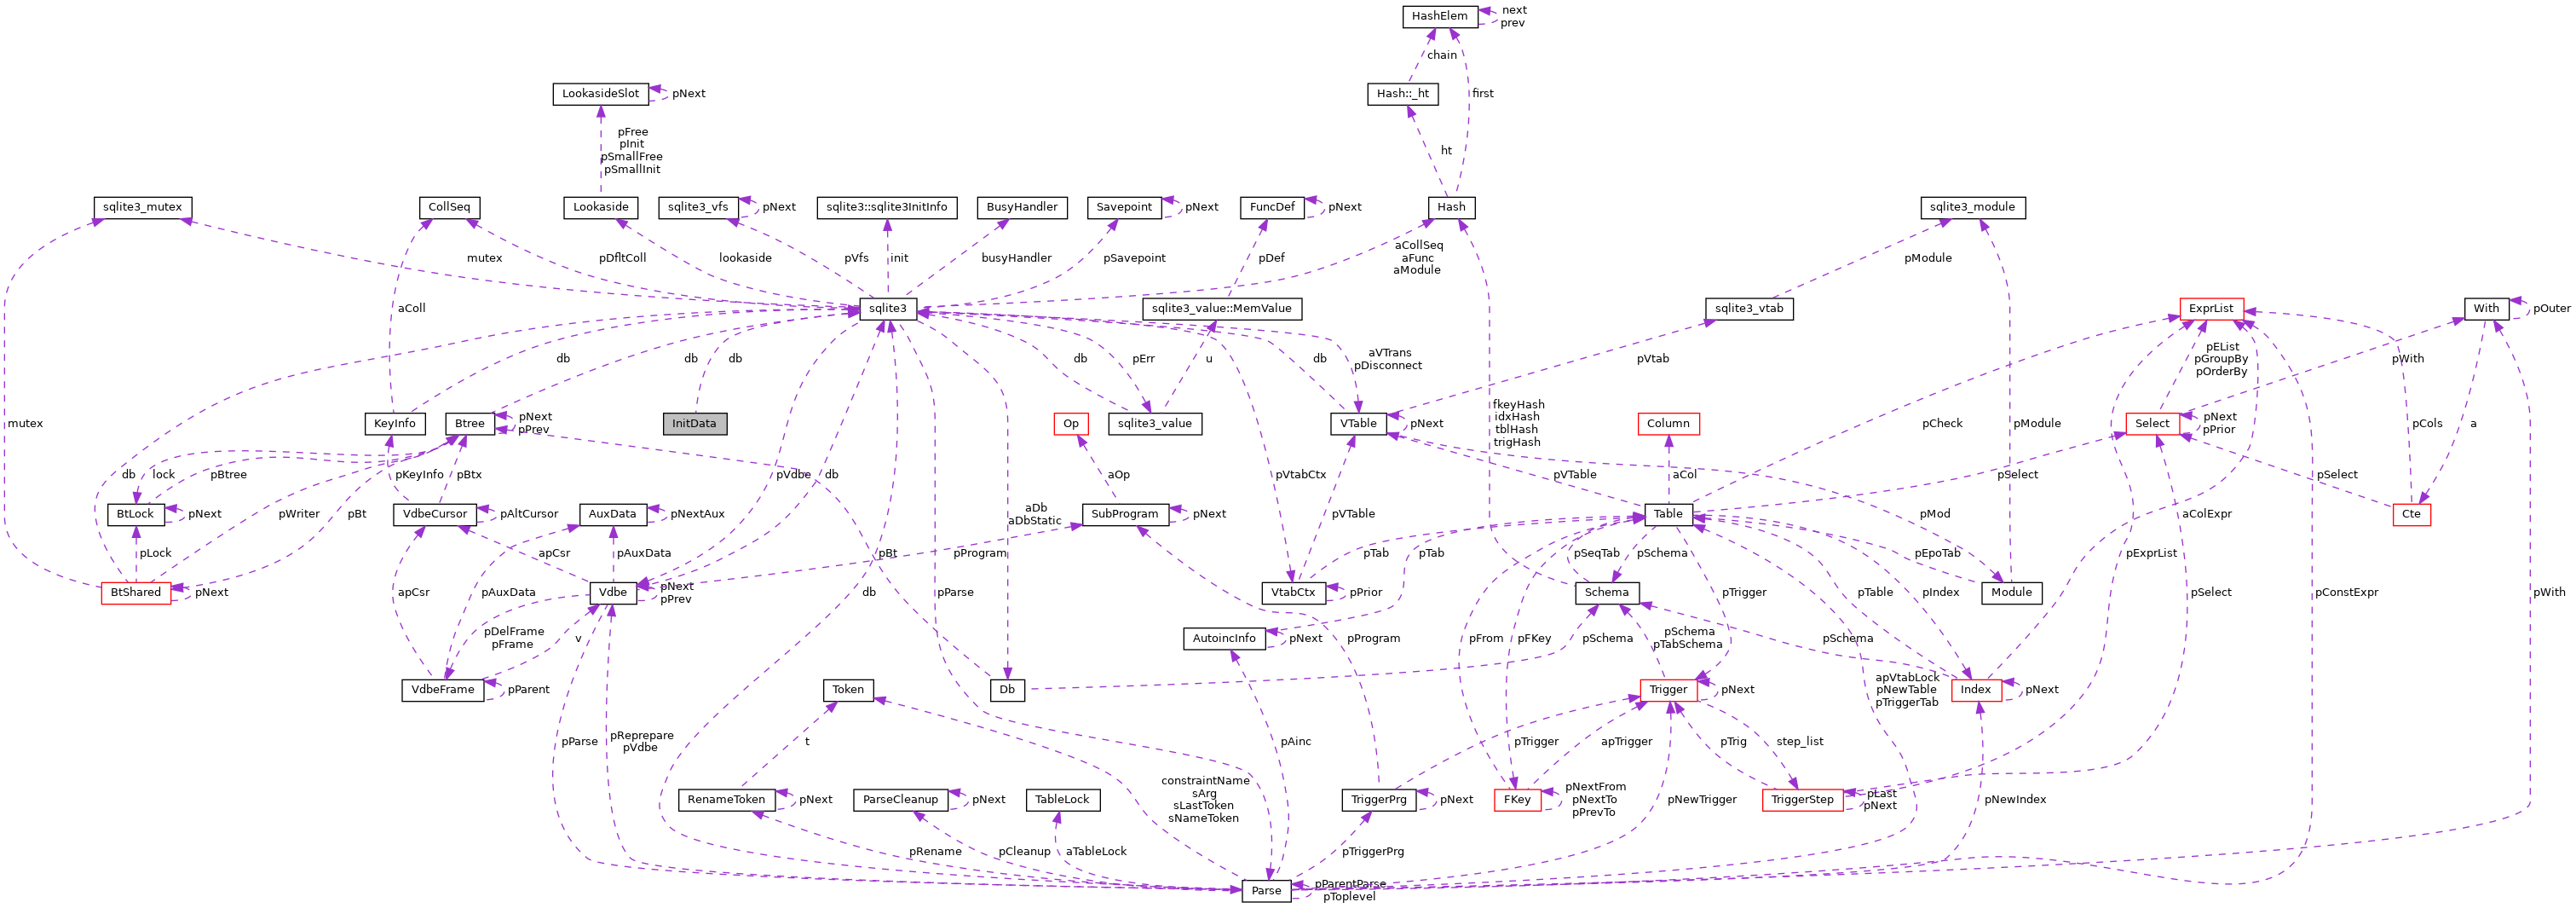 HashElem
next
prev
chain
LookasideSlot
pNext
Hash::_ht
first
pFree
pInit
pSmallFree
pSmallInit
ht
sqlite3_mutex
CollSeq
Lookaside
sqlite3_vfs
pNext
sqlite3::sqlite3InitInfo
BusyHandler
Savepoint
pNext
FuncDef
pNext
Hash
sqlite3_module
mutex
pDfltColl
lookaside
pVfs
init
busyHandler
pSavepoint
pDef
aCollSeq
aFunc
aModule
pModule
aColl
sqlite3
sqlite3_value::MemValue
sqlite3_vtab
ExprList
With
pOuter
db
db
db
db
pErr
u
db
aVTrans
pDisconnect
pVtab
pEList
pGroupBy
pOrderBy
pWith
mutex
KeyInfo
Btree
pNext
pPrev
InitData
Op
sqlite3_value
VTable
pNext
fkeyHash
idxHash
tblHash
trigHash
Column
pCheck
pModule
Select
pNext
pPrior
pCols
a
db
lock
pBtree
pKeyInfo
pBtx
pVdbe
db
aOp
pVtabCtx
pVTable
aCol
pSelect
pSelect
BtLock
pNext
pWriter
pBt
VdbeCursor
pAltCursor
AuxData
pNextAux
aDb
aDbStatic
SubProgram
pNext
pVTable
Table
pMod
aColExpr
Cte
pLock
apCsr
pAuxData
pBt
pProgram
pTab
pTab
pSeqTab
pSchema
pEpoTab
pExprList
BtShared
pNext
apCsr
pAuxData
Vdbe
pNext
pPrev
db
pParse
VtabCtx
pPrior
Schema
pTrigger
pTable
pIndex
Module
pSelect
pConstExpr
pWith
pDelFrame
pFrame
v
AutoincInfo
pNext
pProgram
pFrom
pFKey
pSchema
pSchema
pTabSchema
pSchema
VdbeFrame
pParent
Token
Db
Trigger
pNext
apVtabLock
pNewTable
pTriggerTab
Index
pNext
pParse
pReprepare
pVdbe
t
pAinc
pTrigger
apTrigger
pTrig
step_list
RenameToken
pNext
ParseCleanup
pNext
TableLock
constraintName
sArg
sLastToken
sNameToken
TriggerPrg
pNext
FKey
pNextFrom
pNextTo
pPrevTo
pNewTrigger
TriggerStep
pLast
pNext
pNewIndex
pRename
pCleanup
aTableLock
pTriggerPrg
Parse
pParentParse
pToplevel